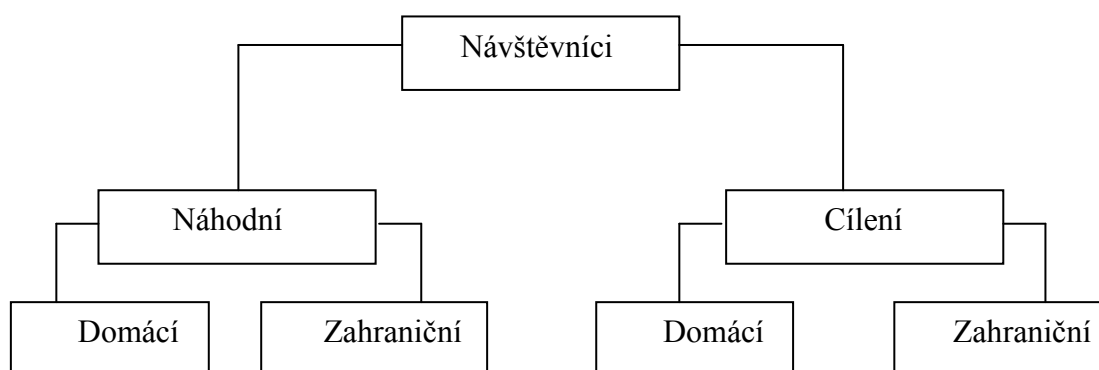 Návštěvníci
Náhodní
Cílení
Domácí
Zahraniční
Domácí
Zahraniční